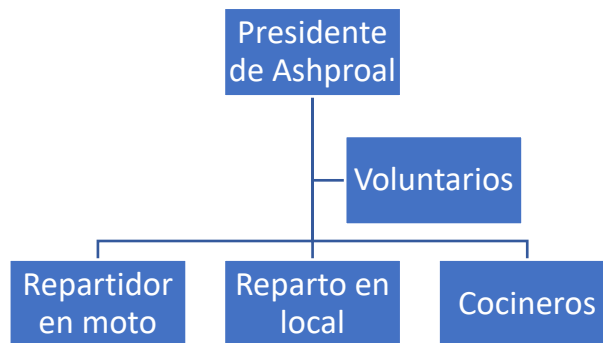 Presidente
de Ashproal
Voluntarios
Repartidor
en moto
Reparto en
local
Cocineros